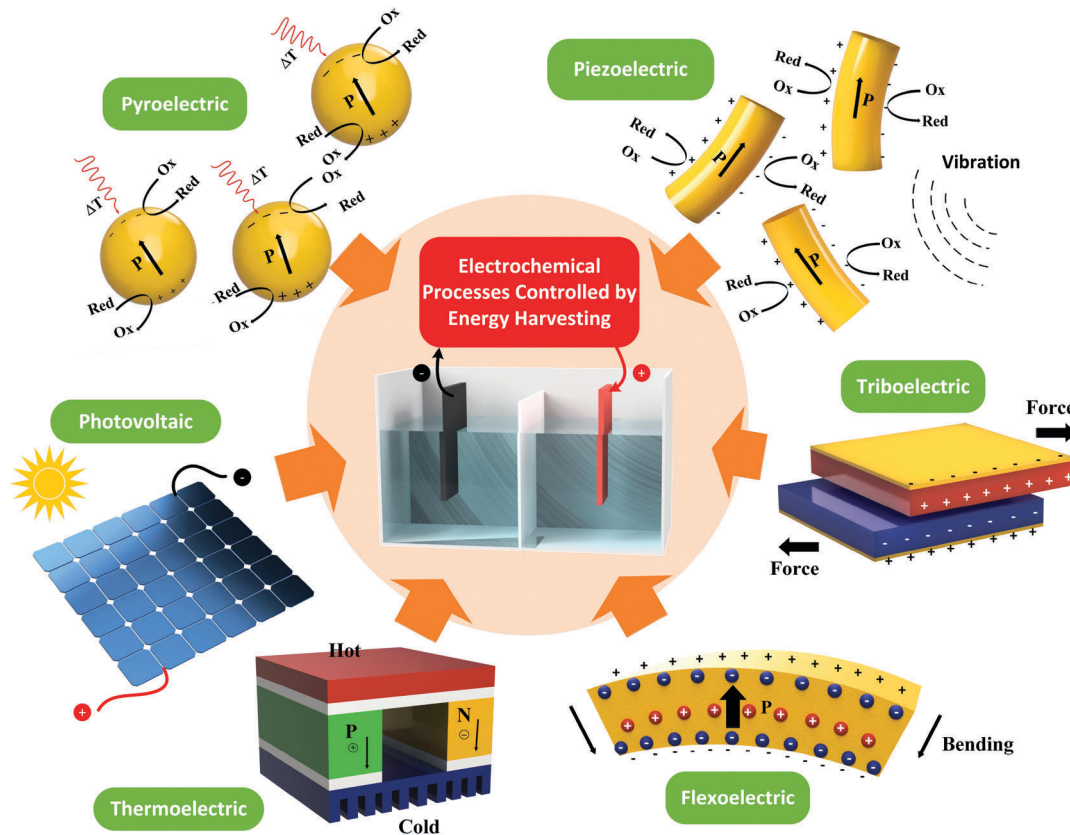 Pyroelectric
ΔT
Ox
Red
P
Red
Ox
ΔT
Ox
Red
P
Red
Ox
ΔT
Ox
Red
P
Red
Ox
Piezoelectric
Red
Ox
P
Ox
Red
Red
Ox
P
Ox
Red
Red
Ox
P
Ox
Red
Vibration
Electrochemical
Processes Controlled by
Energy Harvesting
-
+
Photovoltaic
-
+
Triboelectric
Force
Force
Hot
P
+
N
-
Cold
Thermoelectric
P
Bending
Flexoelectric